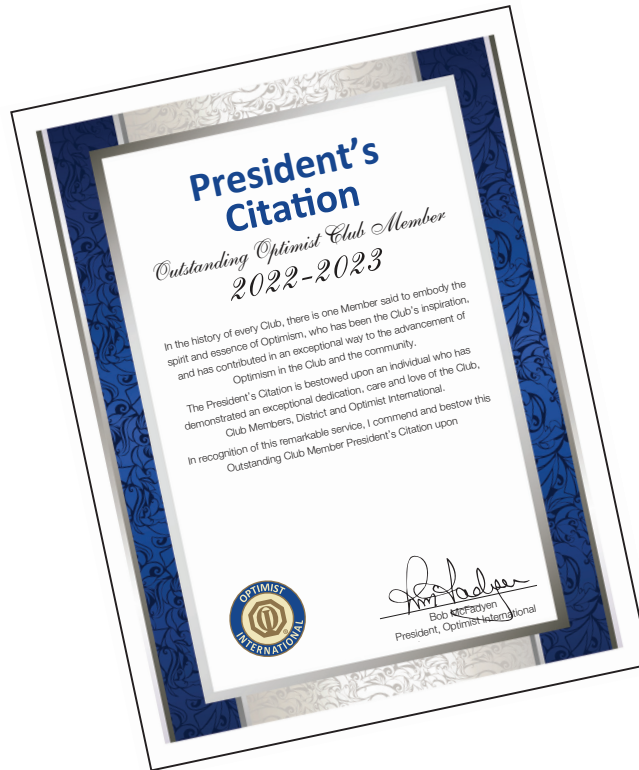 President's
Citation
Outstanding Optimist Club Member
2022-2023
In the history of every Club, there is one Member said to embody the
spirit and essence of Optimism, who has been the Club's inspiration,
and has contributed in an exceptional way to the advancement of
Optimism in the Club and the community.
The President's Citation is bestowed upon an individual who has
demonstrated an exceptional dedication, care and love of the Club,
Club Members, District and Optimist International.
In recognition of this remarkable service, I commend and bestow this
Outstanding Club Member President's Citation upon
OPTIMIST
INTERNATIONAL
®
Bob McFadyen
President, Optimist International